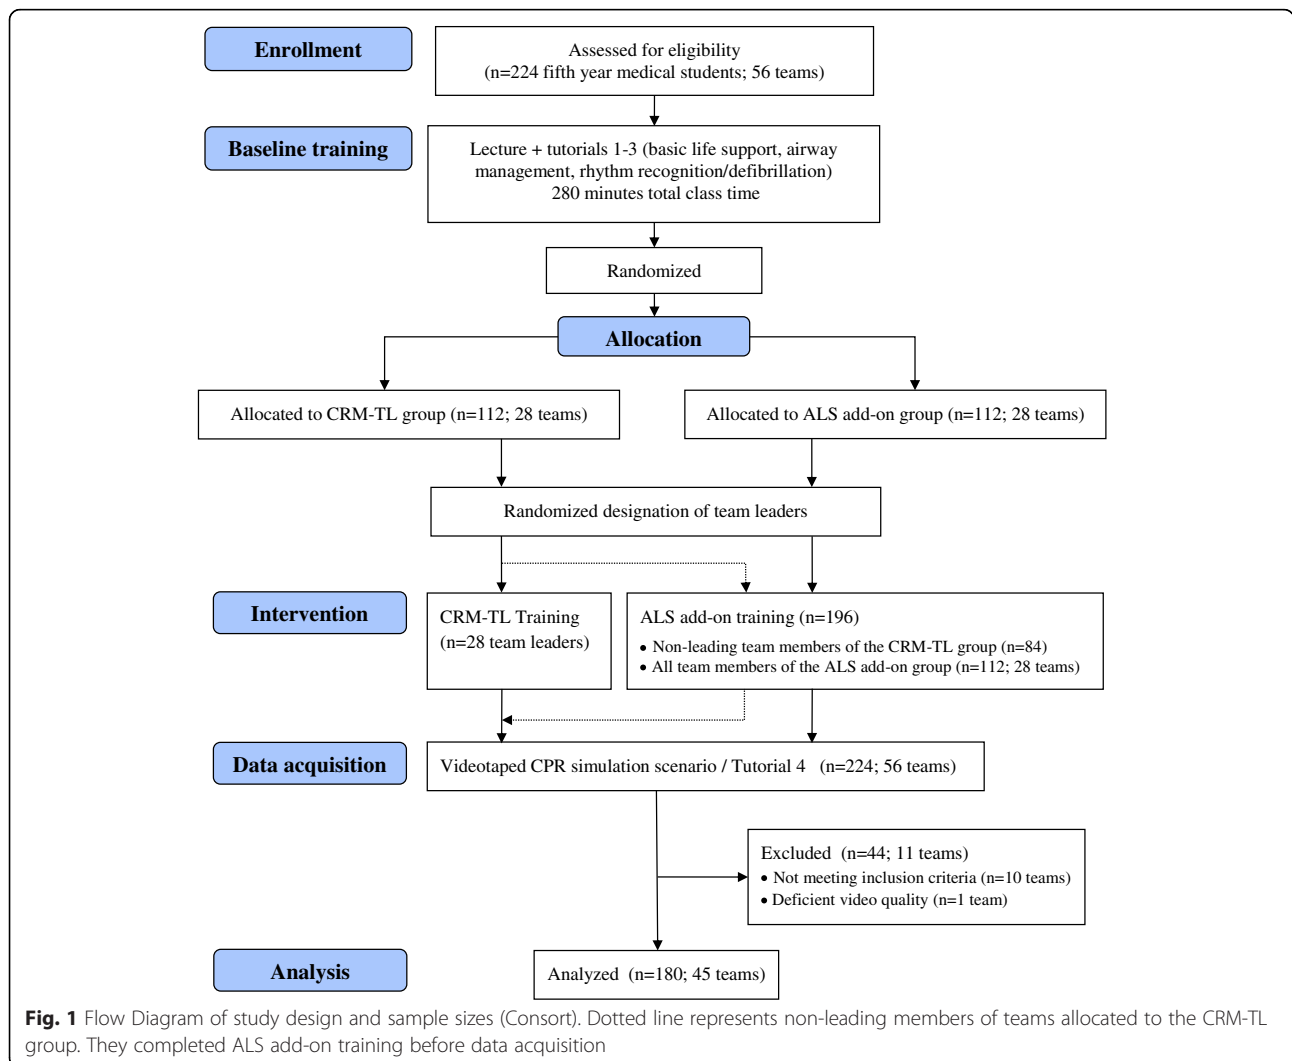 Enrollment
Assessed for eligibility
(n=224 fifth year medical students; 56 teams)
Baseline training
Lecture + tutorials 1-3 (basic life support, airway
management, rhythm recognition/defibrillation)
280 minutes total class time
Randomized
Allocation
Allocated to CRM-TL group (n=112; 28 teams)
Allocated to ALS add-on group (n=112; 28 teams)
Randomized designation of team leaders
Intervention
CRM-TL Training
(n=28 team leaders)
ALS add-on training (n=196)
• Non-leading team members of the CRM-TL group (n=84)
• All team members of the ALS add-on group (n=112; 28 teams)
Data acquisition
Videotaped CPR simulation scenario / Tutorial 4 (n=224; 56 teams)
Excluded (n=44; 11 teams)
• Not meeting inclusion criteria (n=10 teams)
• Deficient video quality (n=1 team)
Analysis
Analyzed (n=180; 45 teams)
Fig. 1 Flow Diagram of study design and sample sizes (Consort). Dotted line represents non-leading members of teams allocated to the CRM-TL
group. They completed ALS add-on training before data acquisition